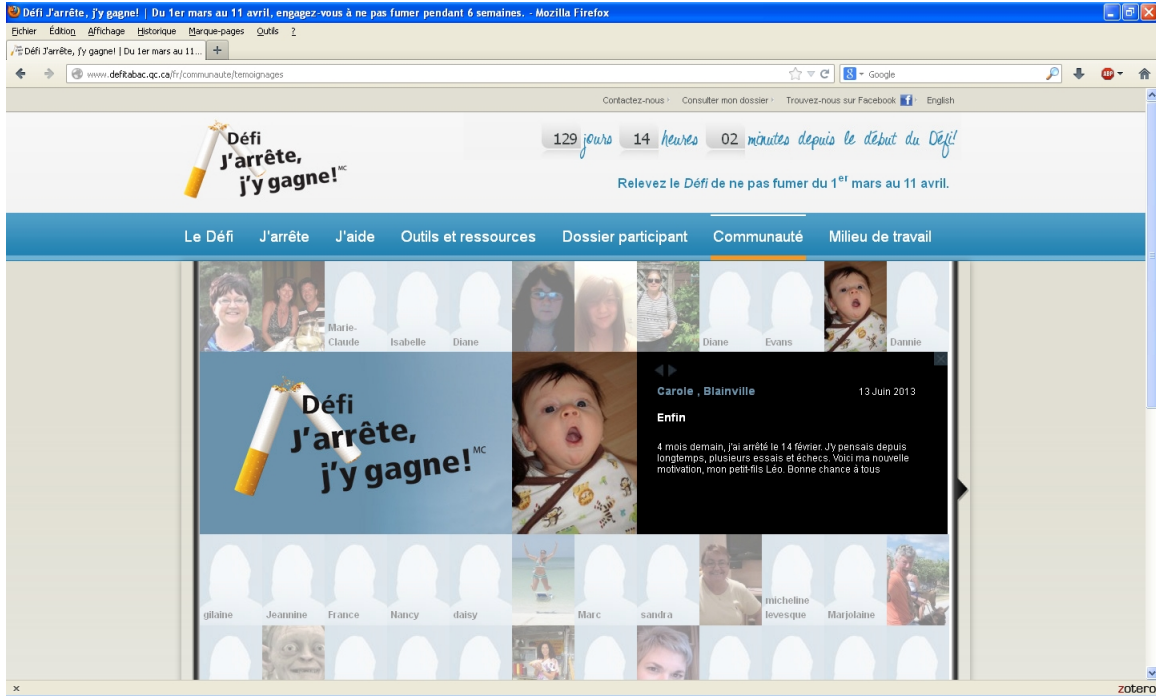 Défi J'arrête, j'y gagne! | Du 1er mars au 11 avril, engagez-vous à ne pas fumer pendant 6 semaines. - Mozilla Firefox
Fichier Édition Affichage Historique Marque-pages Outils ?
Défi J'arrête, j'y gagne! | Du 1er mars au 11... +
www.defitabac.qc.ca/fr/communaute/temoignages
Google
Contactez-nous Consulter mon dossier Trouvez-nous sur Facebook English
Défi
J'arrête,
j'y gagne! MC
129 jours 14 heures 02 minutes depuis le début du Défi!
Relevez le Défi de ne pas fumer du 1er mars au 11 avril.
Le Défi J'arrête J'aide Outils et ressources Dossier participant Communauté Milieu de travail
Marie-
Claude Isabelle Diane Diane Evans Dannie
Défi
J'arrête,
j'y gagne! MC
Carole , Blainville 13 Juin 2013
Enfin
4 mois demain, j'ai arrêté le 14 février. J'y pensais depuis
longtemps, plusieurs essais et échecs. Voici ma nouvelle
motivation, mon petit-fils Léo. Bonne chance à tous
gilaine Jeannine France Nancy daisy Marc sandra micheline
levesque Marjolaine
x zotero